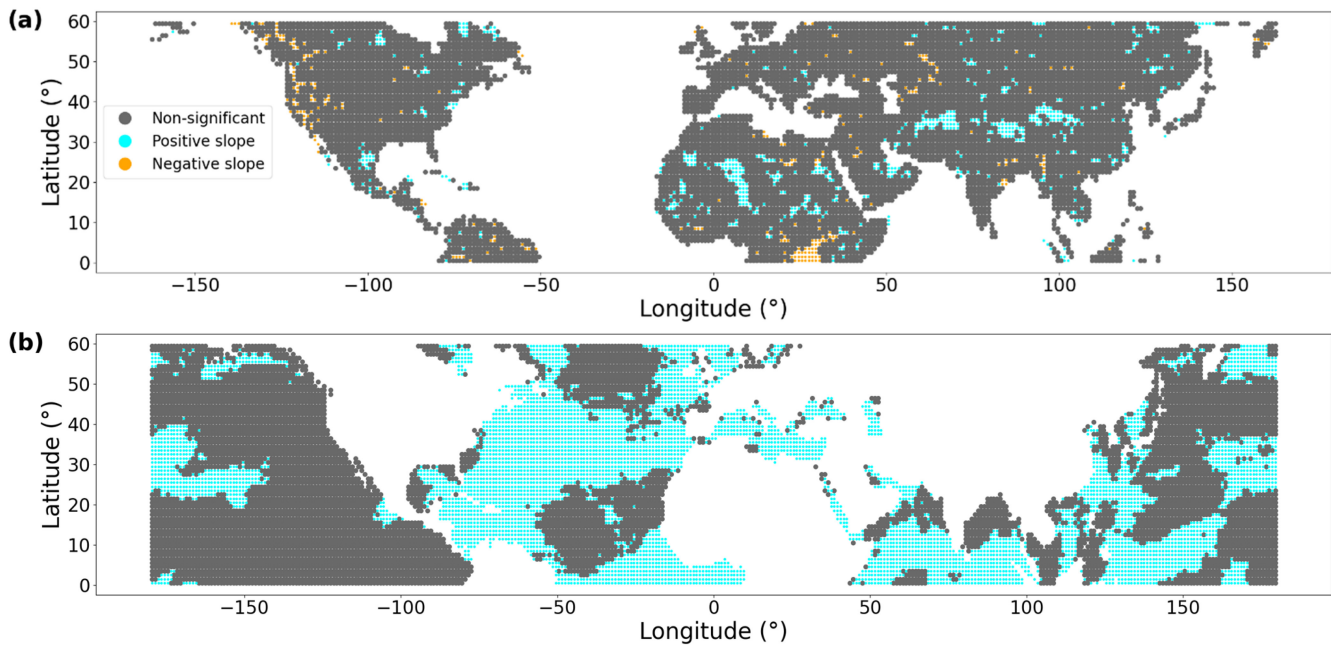 (a)
Latitude (°)
60
50
40
30
20
10
0
Non-significant
Positive slope
Negative slope
−150 −100 −50 0 50 100 150
Longitude (°)
(b)
Latitude (°)
60
50
40
30
20
10
0
−150 −100 −50 0 50 100 150
Longitude (°)